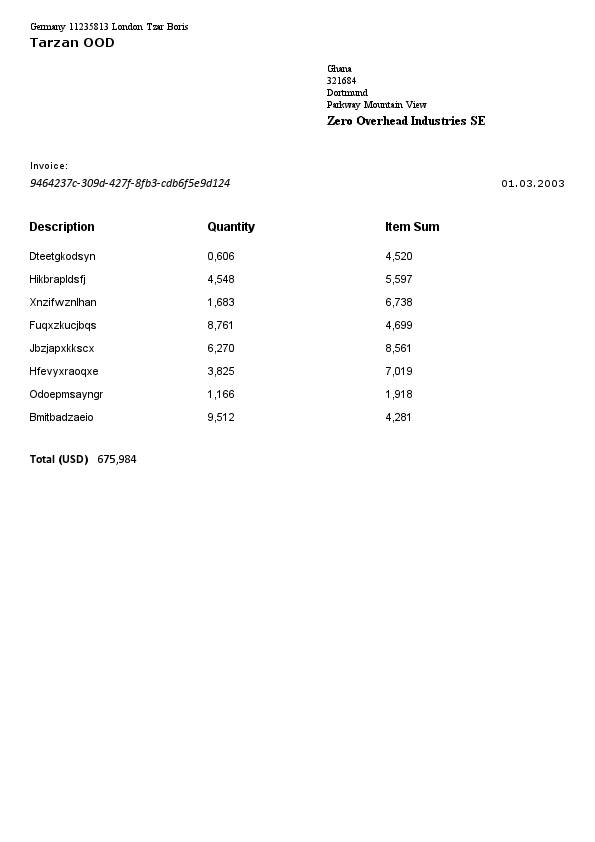 Germany 11235813 London Tzar Boris
Tarzan OOD
Ghana
321684
Dortmund
Parkway Mountain View
Zero Overhead Industries SE
Invoice:
9464237c-309d-427f-8fb3-cdb6f5e9d124 01.03.2003
Description Quantity Item Sum
Dteetgkodsyn 0,606 4,520
Hikbrapldsfj 4,548 5,597
Xnzifwznlhan 1,683 6,738
Fuqxzkucjbqs 8,761 4,699
Jbzjapxkkscx 6,270 8,561
Hfevyxraoqxe 3,825 7,019
Odoepmsayngr 1,166 1,918
Bmitbadzaeio 9,512 4,281
Total (USD) 675,984